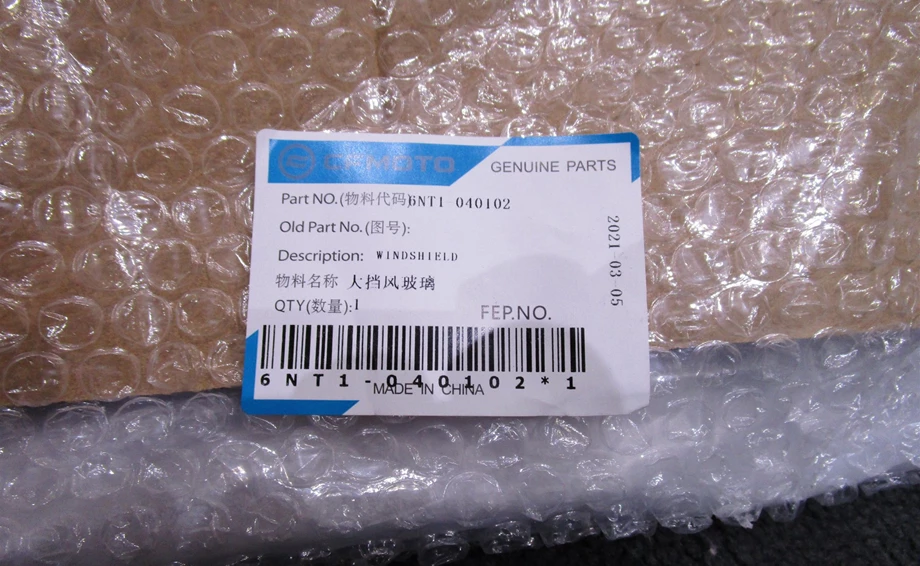 CFMOTO
GENUINE PARTS
Part NO.(物料代码)6NT1-040102
Old Part No.(图号):
Description: WINDSHIELD
物料名称 大挡风玻璃
QTY(数量):1
FEP.NO.
2021-03-05
6NT1-040102*1
MADE IN CHINA